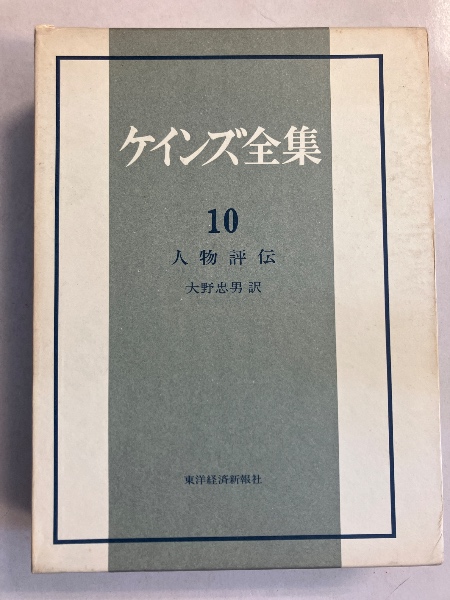 ケインズ全集
10
人物評伝
大野忠男訳
東洋経済新報社